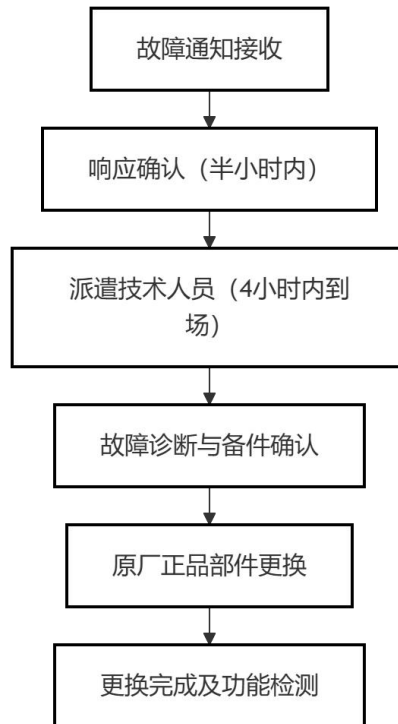 故障通知接收
响应确认（半小时内）
派遣技术人员（4小时内到
场）
故障诊断与备件确认
原厂正品部件更换
更换完成及功能检测